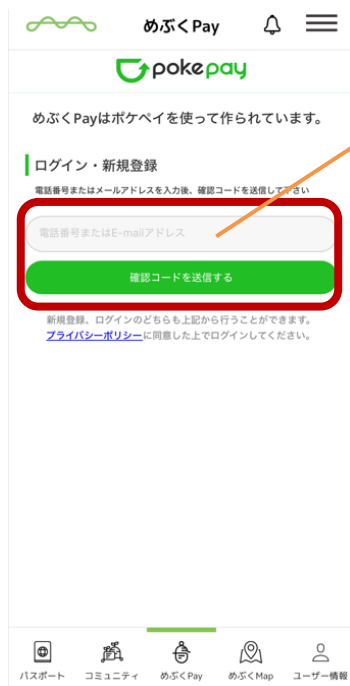 めぶくPay
pokepay
めぶくPayはポケペイを使って作られています。
ログイン・新規登録
電話番号またはメールアドレスを入力後、確認コードを送信して下さい
電話番号またはE-mailアドレス
確認コードを送信する
新規登録、ログインのどちらも上記から行うことができます。
プライバシーポリシーに同意した上でログインしてください。
パスポート
コミュニティ
めぶくPay
めぶくMap
ユーザー情報